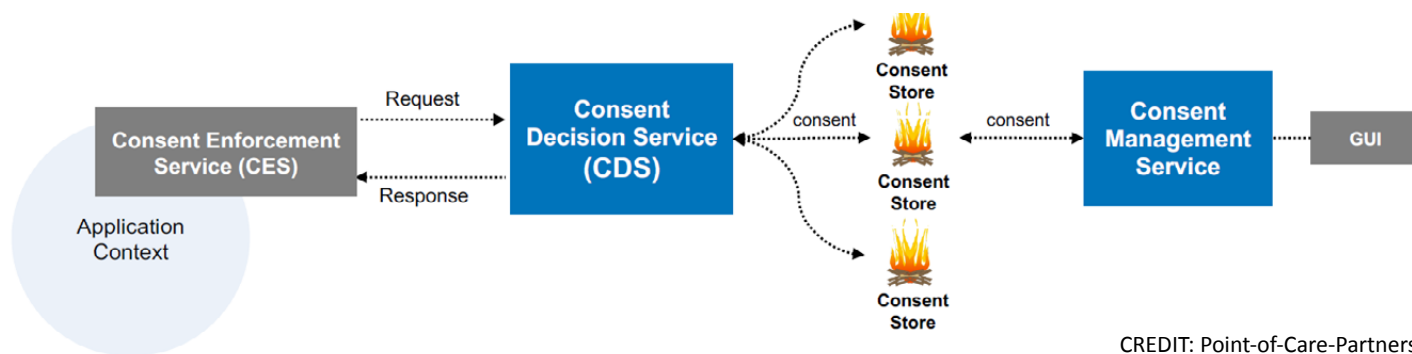 Consent Enforcement
Service (CES)
Application
Context
Request
Response
Consent
Decision Service
(CDS)
Consent
Store
consent
Consent
Store
Consent
Store
consent
Consent
Management
Service
GUI
CREDIT: Point-of-Care-Partners